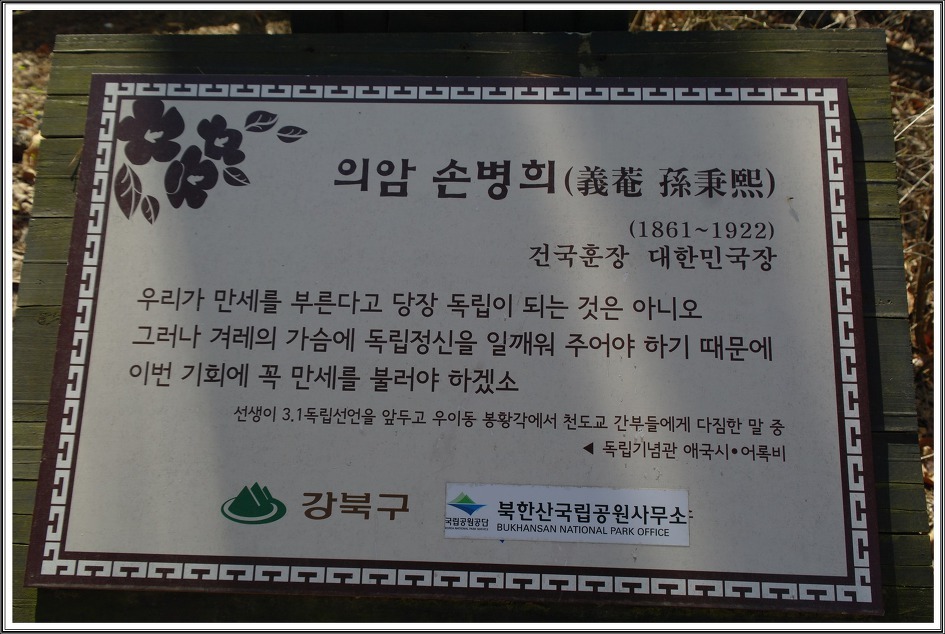 의암 손병희(義菴 孫秉熙)
(1861~1922)
건국훈장 대한민국장
우리가 만세를 부른다고 당장 독립이 되는 것은 아니오
그러나 겨레의 가슴에 독립정신을 일깨워 주어야 하기 때문에
이번 기회에 꼭 만세를 불러야 하겠소
선생이 3.1독립선언을 앞두고 우이동 봉황각에서 천도교 간부들에게 다짐한 말 중
◀ 독립기념관 애국시•어록비
강북구
국립공원공단
북한산국립공원사무소
BUKHANSAN NATIONAL PARK OFFICE